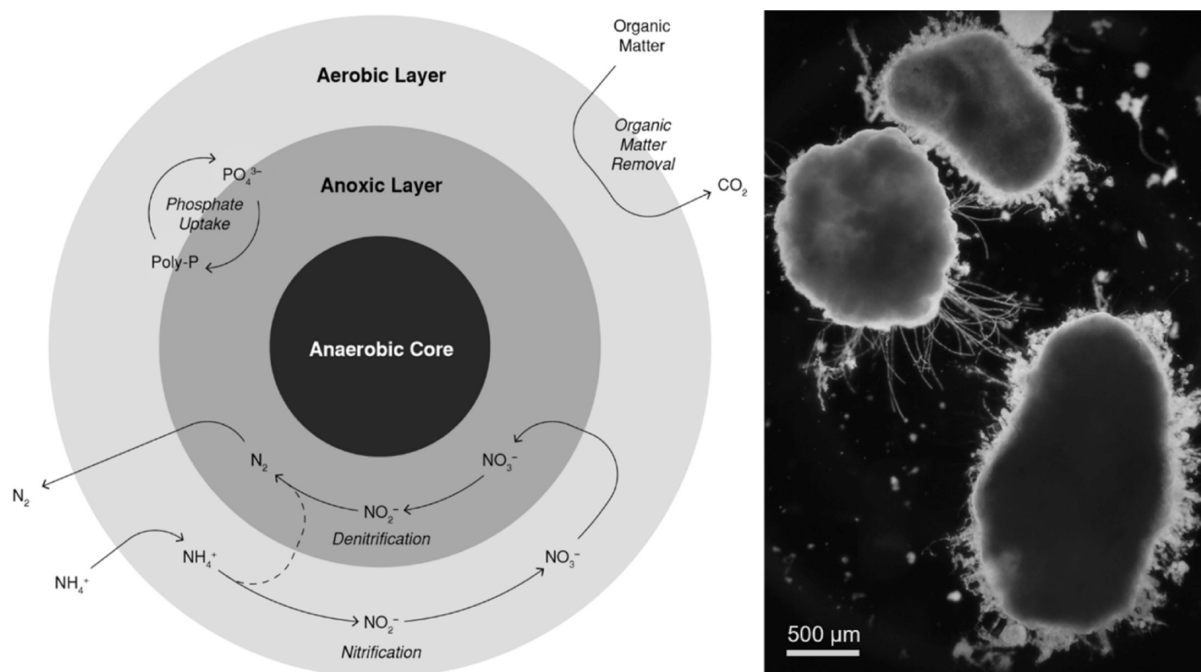 Organic
Matter
Aerobic Layer
Organic
Matter
Removal
CO₂
PO₄³⁻
Phosphate
Uptake
Poly-P
Anoxic Layer
Anaerobic Core
N₂
N₂
NO₃⁻
NO₂⁻
Denitrification
NH₄⁺
NH₄⁺
NO₃⁻
NO₂⁻
Nitrification
500 µm